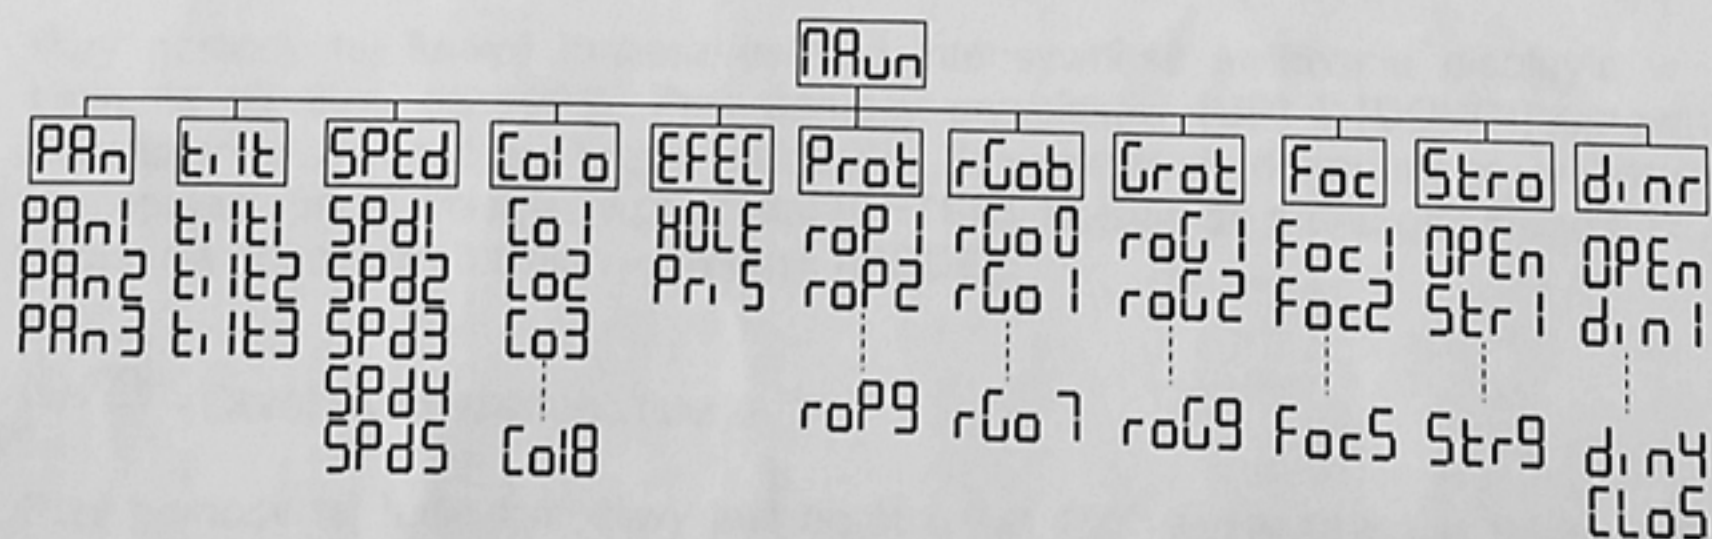 MAun
PAn tilt SPEd Colo EFEC Prot rGob Grot Foc Stro dinr
PAn1 tilt1 SPd1 Co1 HOLE roP1 rGo0 roG1 Foc1 OPEn OPEn
PAn2 tilt2 SPd2 Co2 PriS roP2 rGo1 roG2 Foc2 Str1 din1
PAn3 tilt3 SPd3 Co3
SPd4 roP9 rGo7 roG9 Foc5 Str9 din4
SPd5 Col8 CLoS